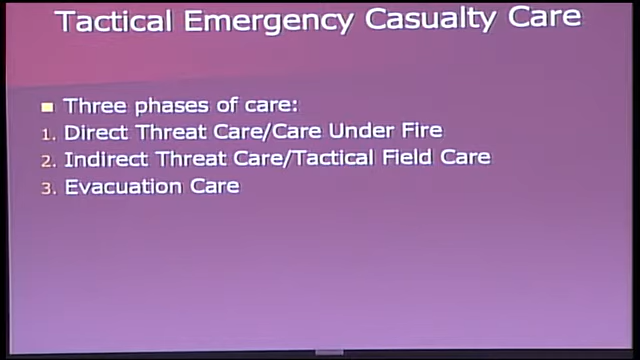 Tactical Emergency Casualty Care
Three phases of care:
1. Direct Threat Care/Care Under Fire
2. Indirect Threat Care/Tactical Field Care
3. Evacuation Care